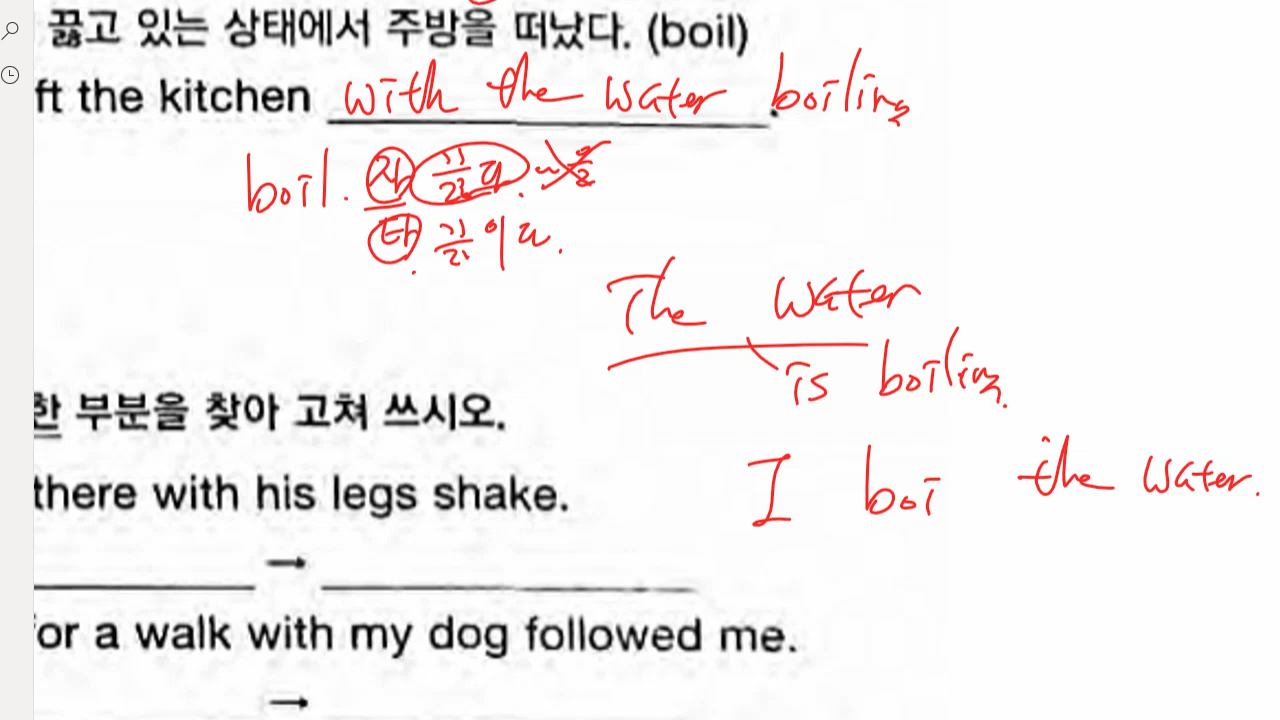 끓고 있는 상태에서 주방을 떠났다. (boil)
ft the kitchen with the water boiling.
boil. 자 끓다. ~을
타 끓이다.
The water
is boiling.
한 부분을 찾아 고쳐 쓰시오.
there with his legs shake.
I boi the water.
→
or a walk with my dog followed me.
→